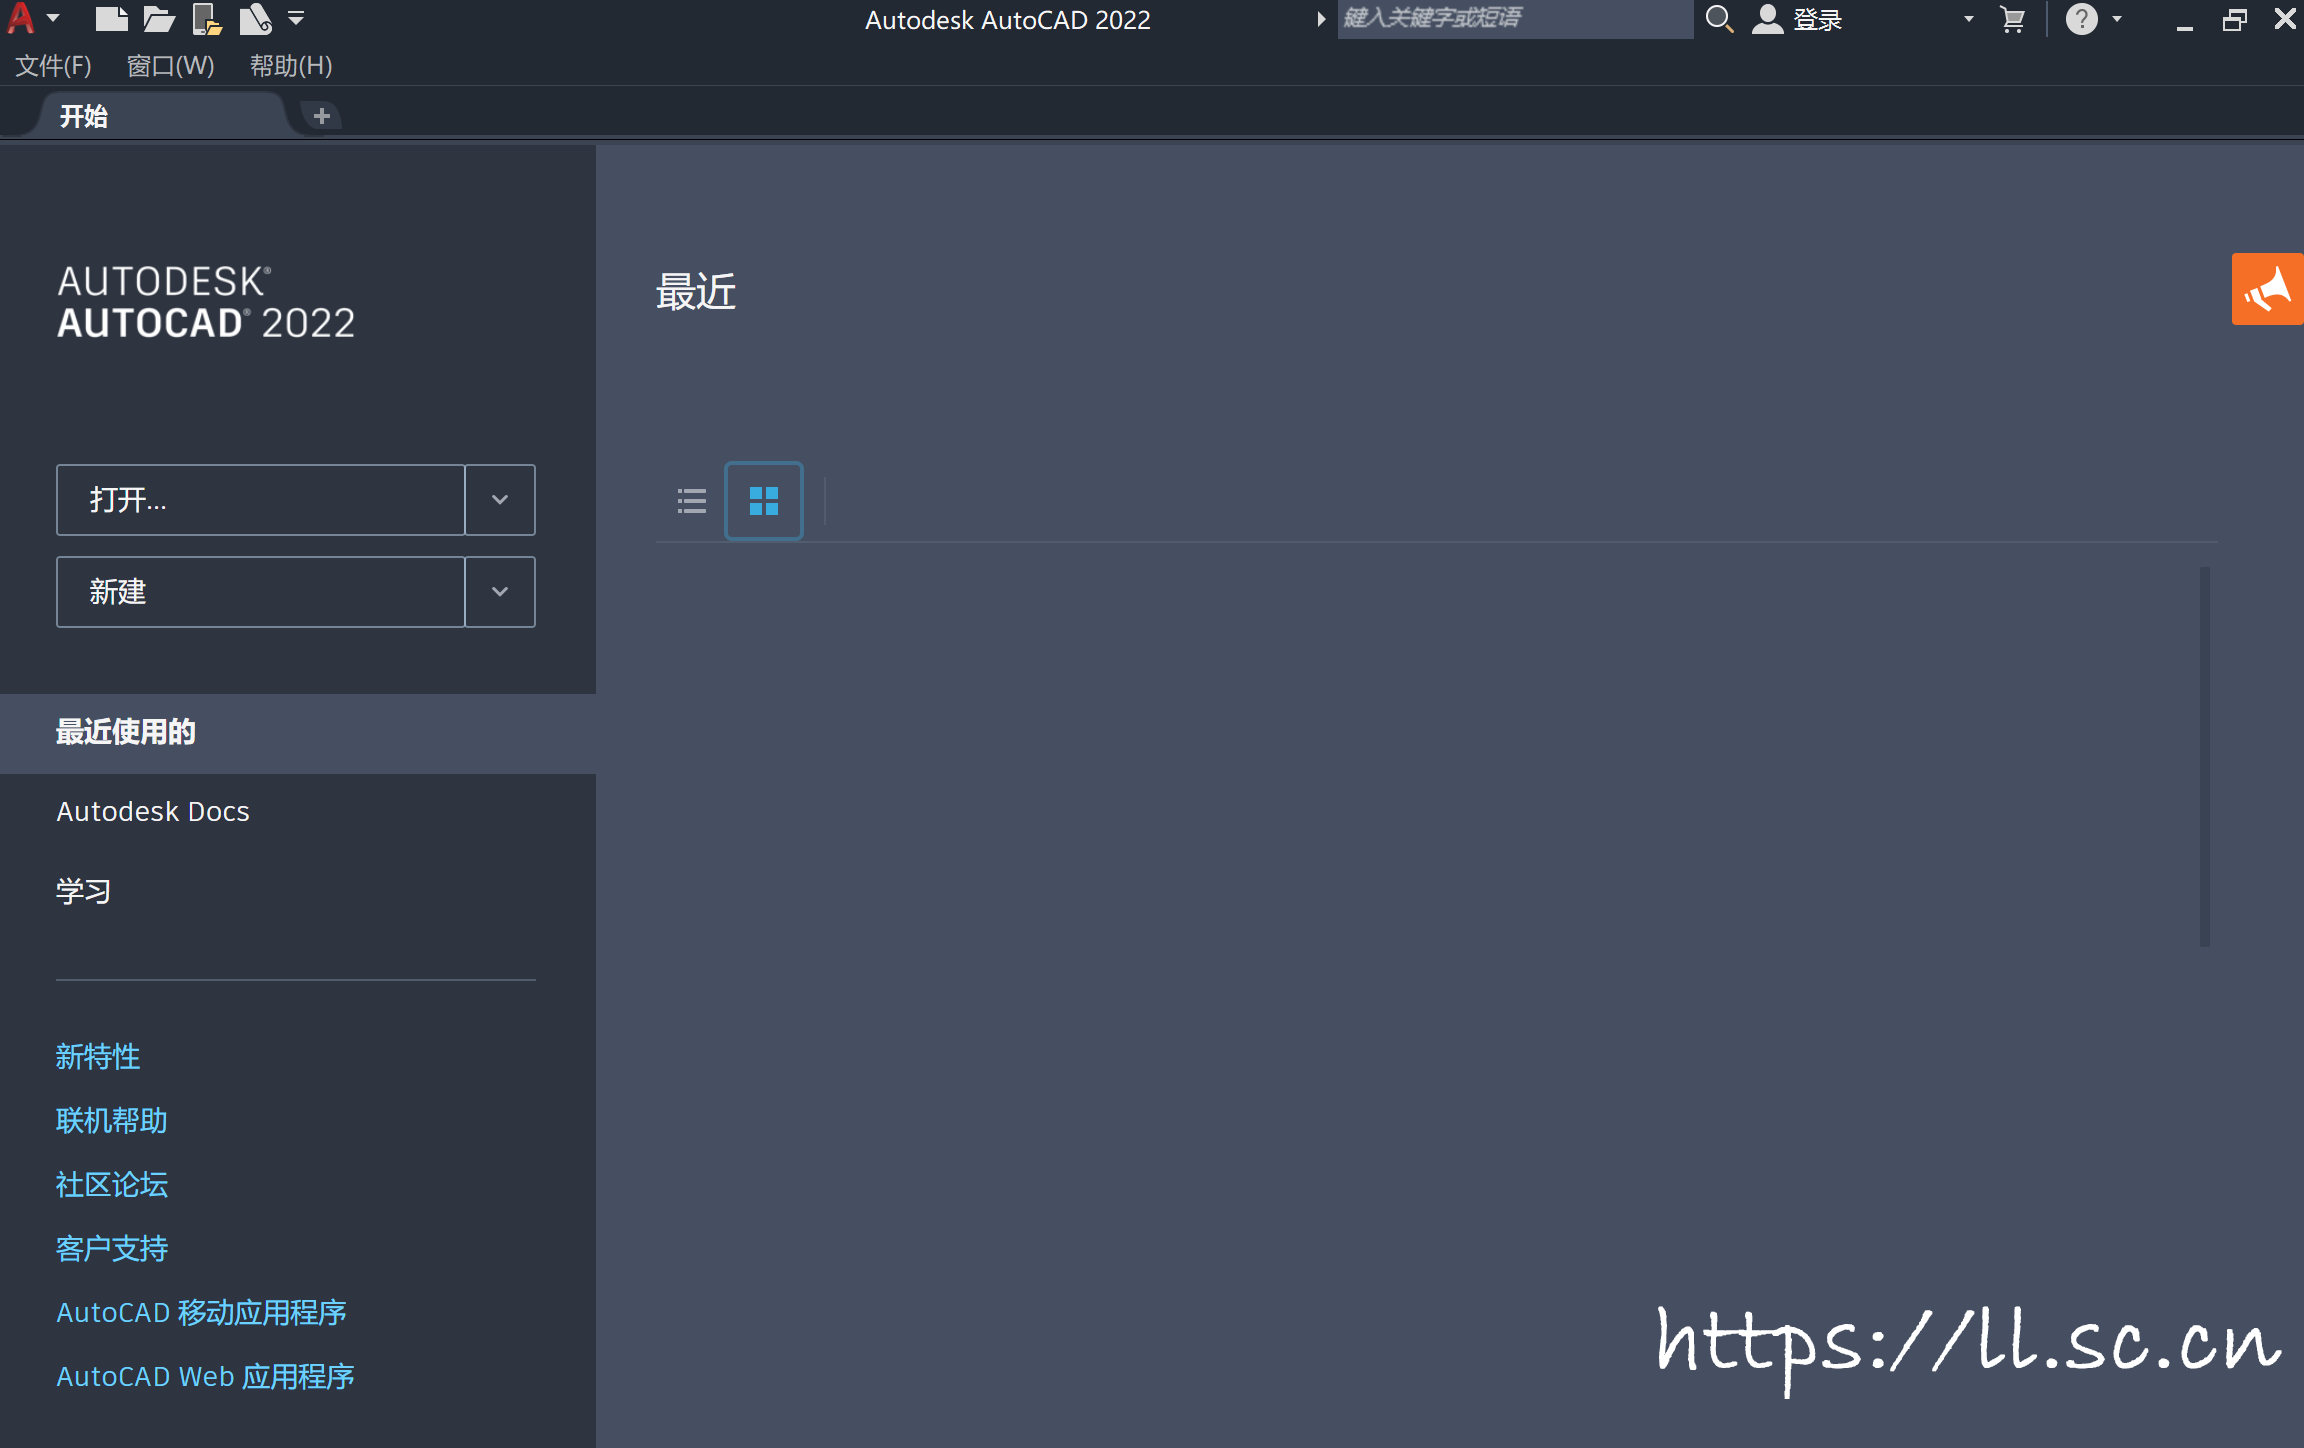 Autodesk AutoCAD 2022
键入关键字或短语
登录
文件(F) 窗口(W) 帮助(H)
开始
AUTODESK®
AUTOCAD® 2022
打开...
新建
最近使用的
Autodesk Docs
学习
新特性
联机帮助
社区论坛
客户支持
AutoCAD 移动应用程序
AutoCAD Web 应用程序
最近
https://ll.sc.cn